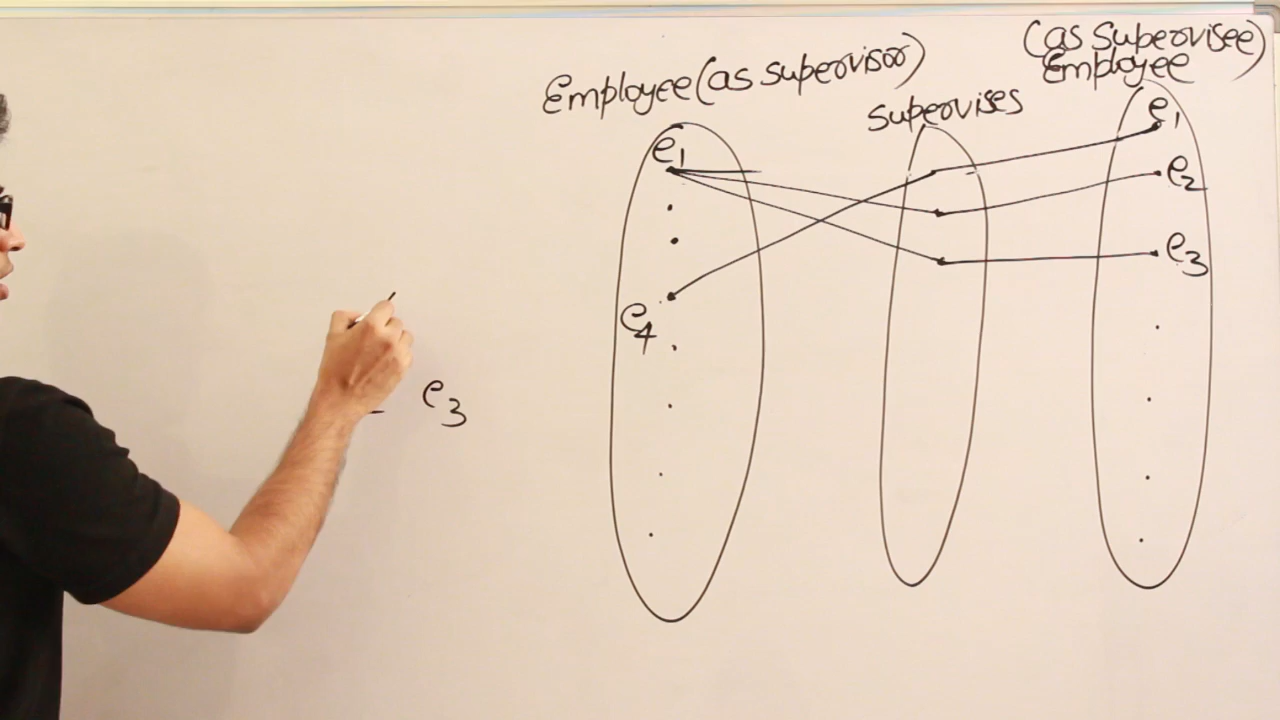 Employee (as supervisor)
supervises
(as supervisee)
Employee
e1
e4
e1
e2
e3
e3